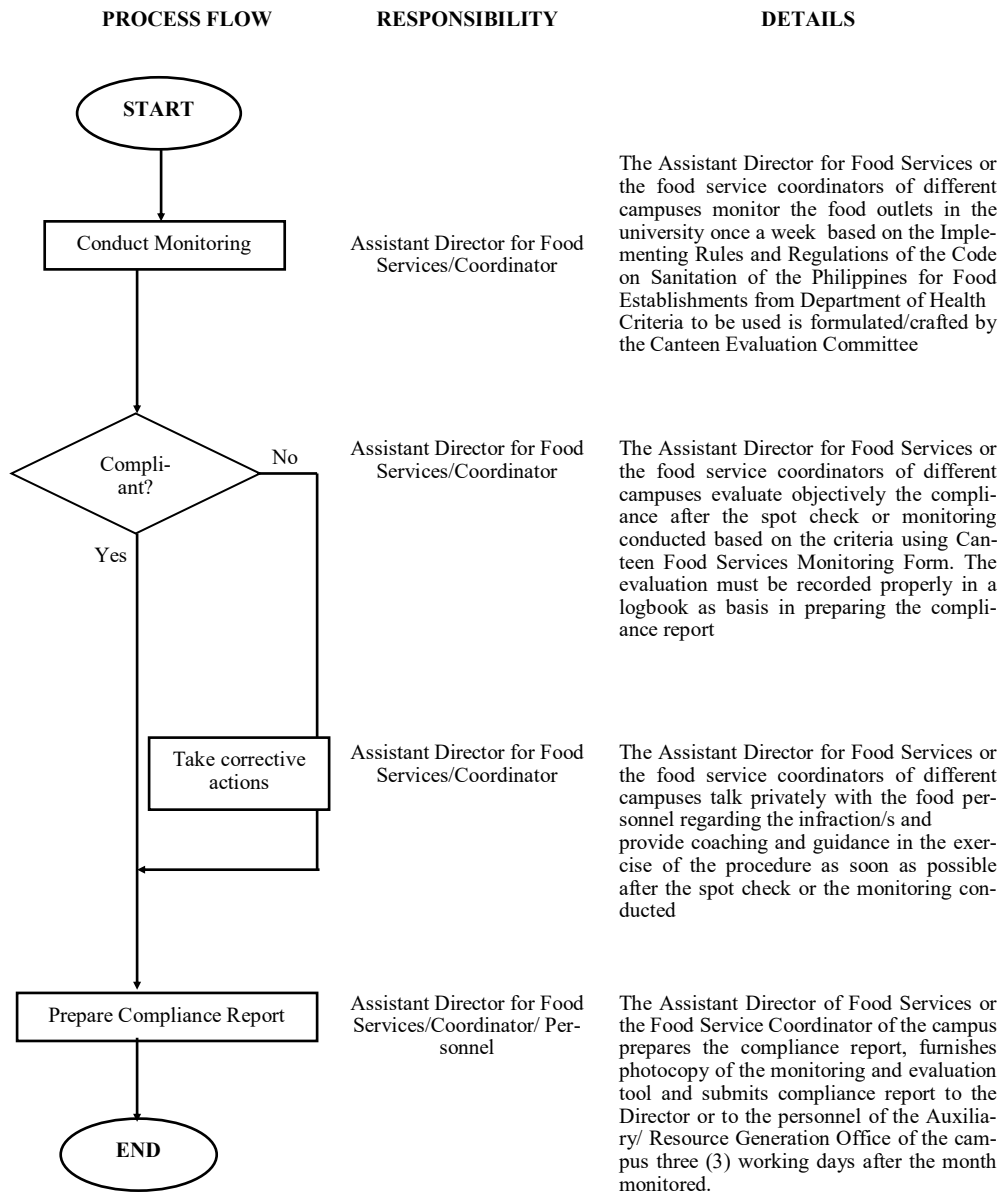 PROCESS FLOW RESPONSIBILITY DETAILS
START
Conduct Monitoring
Assistant Director for Food
Services/Coordinator
The Assistant Director for Food Services or
the food service coordinators of different
campuses monitor the food outlets in the
university once a week based on the Imple-
menting Rules and Regulations of the Code
on Sanitation of the Philippines for Food
Establishments from Department of Health
Criteria to be used is formulated/crafted by
the Canteen Evaluation Committee
Compli-
ant?
No
Yes
Assistant Director for Food
Services/Coordinator
The Assistant Director for Food Services or
the food service coordinators of different
campuses evaluate objectively the compli-
ance after the spot check or monitoring
conducted based on the criteria using Can-
teen Food Services Monitoring Form. The
evaluation must be recorded properly in a
logbook as basis in preparing the compli-
ance report
Take corrective
actions
Assistant Director for Food
Services/Coordinator
The Assistant Director for Food Services or
the food service coordinators of different
campuses talk privately with the food per-
sonnel regarding the infraction/s and
provide coaching and guidance in the exer-
cise of the procedure as soon as possible
after the spot check or the monitoring con-
ducted
Prepare Compliance Report
Assistant Director for Food
Services/Coordinator/ Per-
sonnel
The Assistant Director of Food Services or
the Food Service Coordinator of the campus
prepares the compliance report, furnishes
photocopy of the monitoring and evaluation
tool and submits compliance report to the
Director or to the personnel of the Auxilia-
ry/ Resource Generation Office of the cam-
pus three (3) working days after the month
monitored.
END